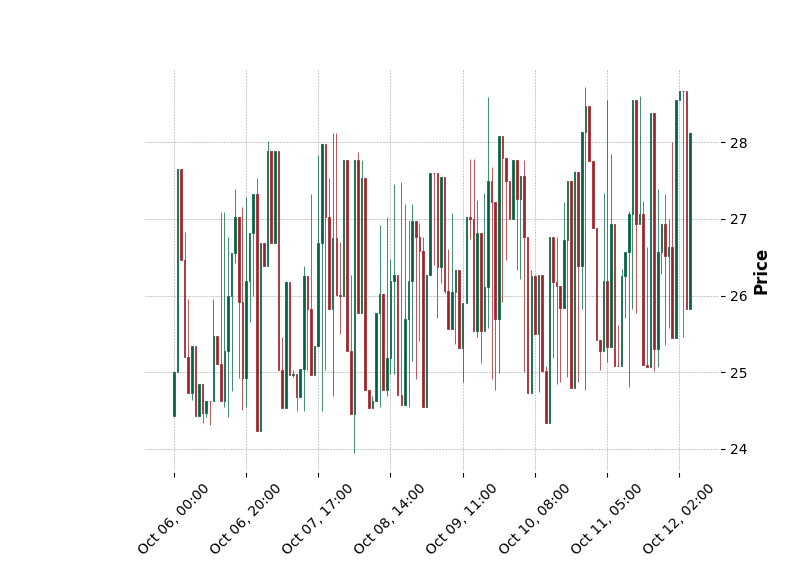 28
27
26
25
24
Price
Oct 06, 00:00
Oct 06, 20:00
Oct 07, 17:00
Oct 08, 14:00
Oct 09, 11:00
Oct 10, 08:00
Oct 11, 05:00
Oct 12, 02:00